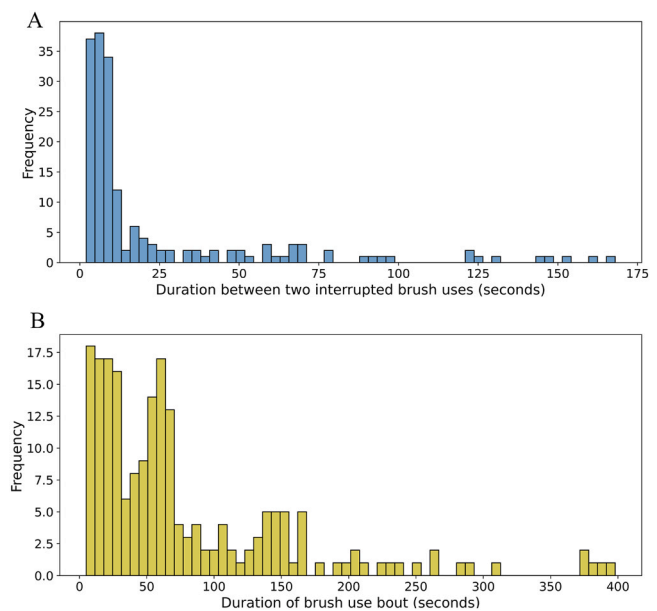 A
35
30
25
20
15
10
5
0
Frequency
0 25 50 75 100 125 150 175
Duration between two interrupted brush uses (seconds)
B
17.5
15.0
12.5
10.0
7.5
5.0
2.5
0.0
Frequency
0 50 100 150 200 250 300 350 400
Duration of brush use bout (seconds)